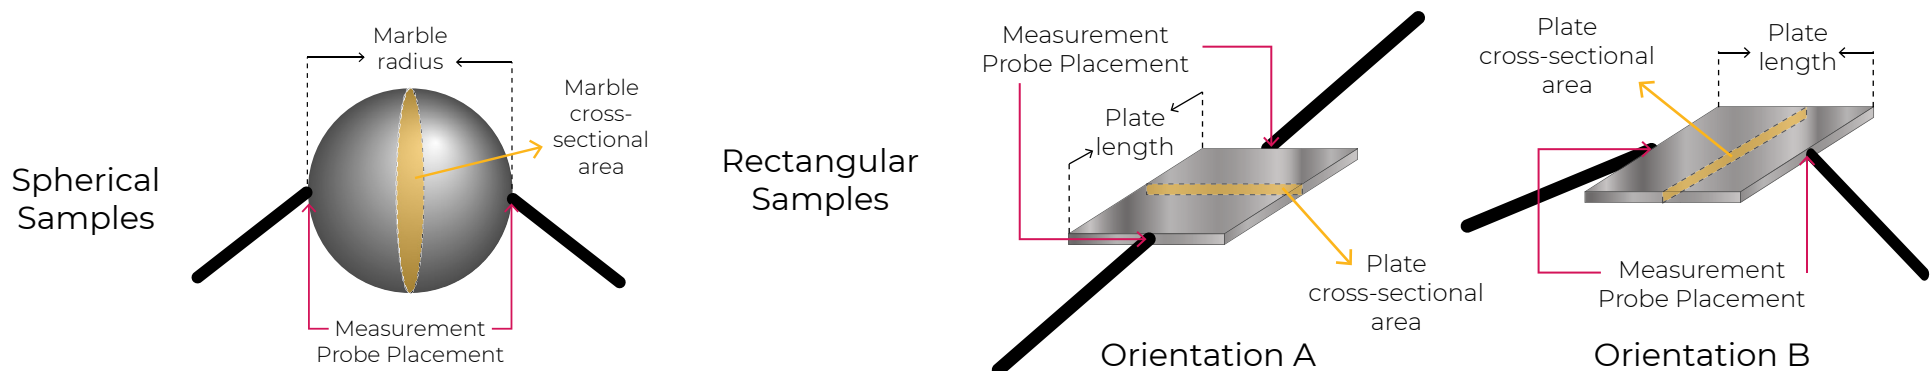 Spherical
Samples
Marble
radius
Marble
cross-
sectional
area
Measurement
Probe Placement
Rectangular
Samples
Measurement
Probe Placement
Plate
length
Plate
cross-sectional
area
Orientation A
Plate
cross-sectional
area
Plate
length
Measurement
Probe Placement
Orientation B